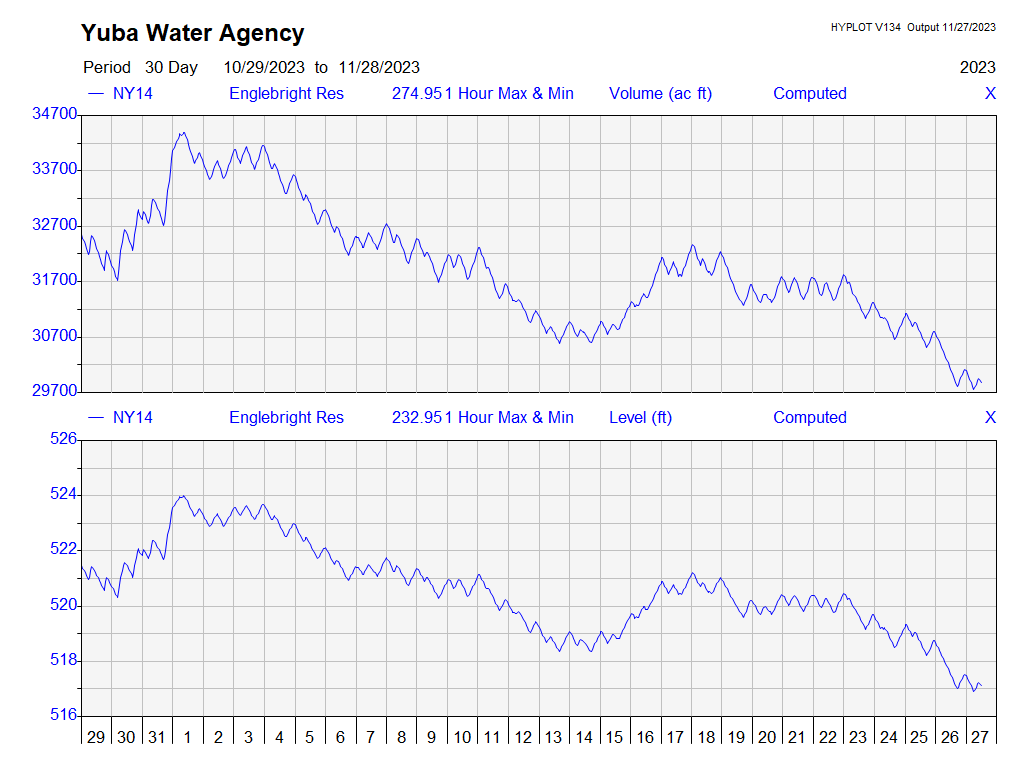 Yuba Water Agency
HYPLOT V134 Output 11/27/2023
Period 30 Day 10/29/2023 to 11/28/2023 2023
— NY14 Englebright Res 274.951 Hour Max & Min Volume (ac ft) Computed X
34700
33700
32700
31700
30700
29700
— NY14 Englebright Res 232.951 Hour Max & Min Level (ft) Computed X
526
524
522
520
518
516
29 30 31 1 2 3 4 5 6 7 8 9 10 11 12 13 14 15 16 17 18 19 20 21 22 23 24 25 26 27